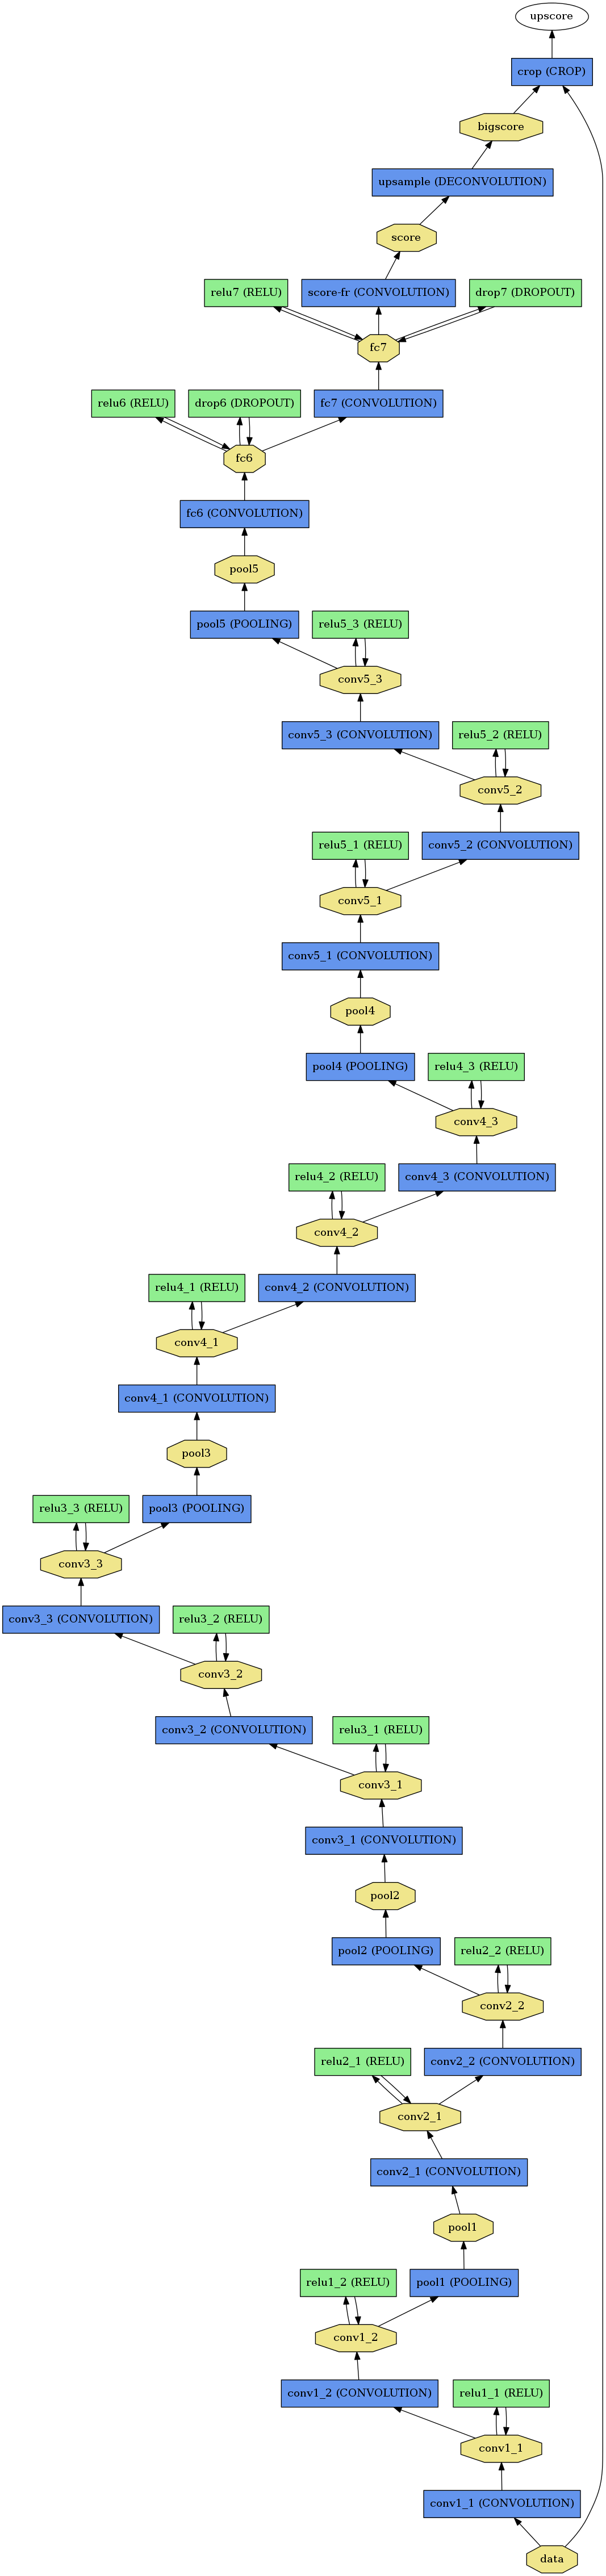 upscore
crop (CROP)
bigscore
upsample (DECONVOLUTION)
score
relu7 (RELU)
score-fr (CONVOLUTION)
drop7 (DROPOUT)
fc7
relu6 (RELU)
drop6 (DROPOUT)
fc7 (CONVOLUTION)
fc6
fc6 (CONVOLUTION)
pool5
pool5 (POOLING)
relu5_3 (RELU)
conv5_3
conv5_3 (CONVOLUTION)
relu5_2 (RELU)
conv5_2
relu5_1 (RELU)
conv5_2 (CONVOLUTION)
conv5_1
conv5_1 (CONVOLUTION)
pool4
pool4 (POOLING)
relu4_3 (RELU)
conv4_3
relu4_2 (RELU)
conv4_3 (CONVOLUTION)
conv4_2
relu4_1 (RELU)
conv4_2 (CONVOLUTION)
conv4_1
conv4_1 (CONVOLUTION)
pool3
relu3_3 (RELU)
pool3 (POOLING)
conv3_3
conv3_3 (CONVOLUTION)
relu3_2 (RELU)
conv3_2
conv3_2 (CONVOLUTION)
relu3_1 (RELU)
conv3_1
conv3_1 (CONVOLUTION)
pool2
pool2 (POOLING)
relu2_2 (RELU)
conv2_2
relu2_1 (RELU)
conv2_2 (CONVOLUTION)
conv2_1
conv2_1 (CONVOLUTION)
pool1
relu1_2 (RELU)
pool1 (POOLING)
conv1_2
conv1_2 (CONVOLUTION)
relu1_1 (RELU)
conv1_1
conv1_1 (CONVOLUTION)
data